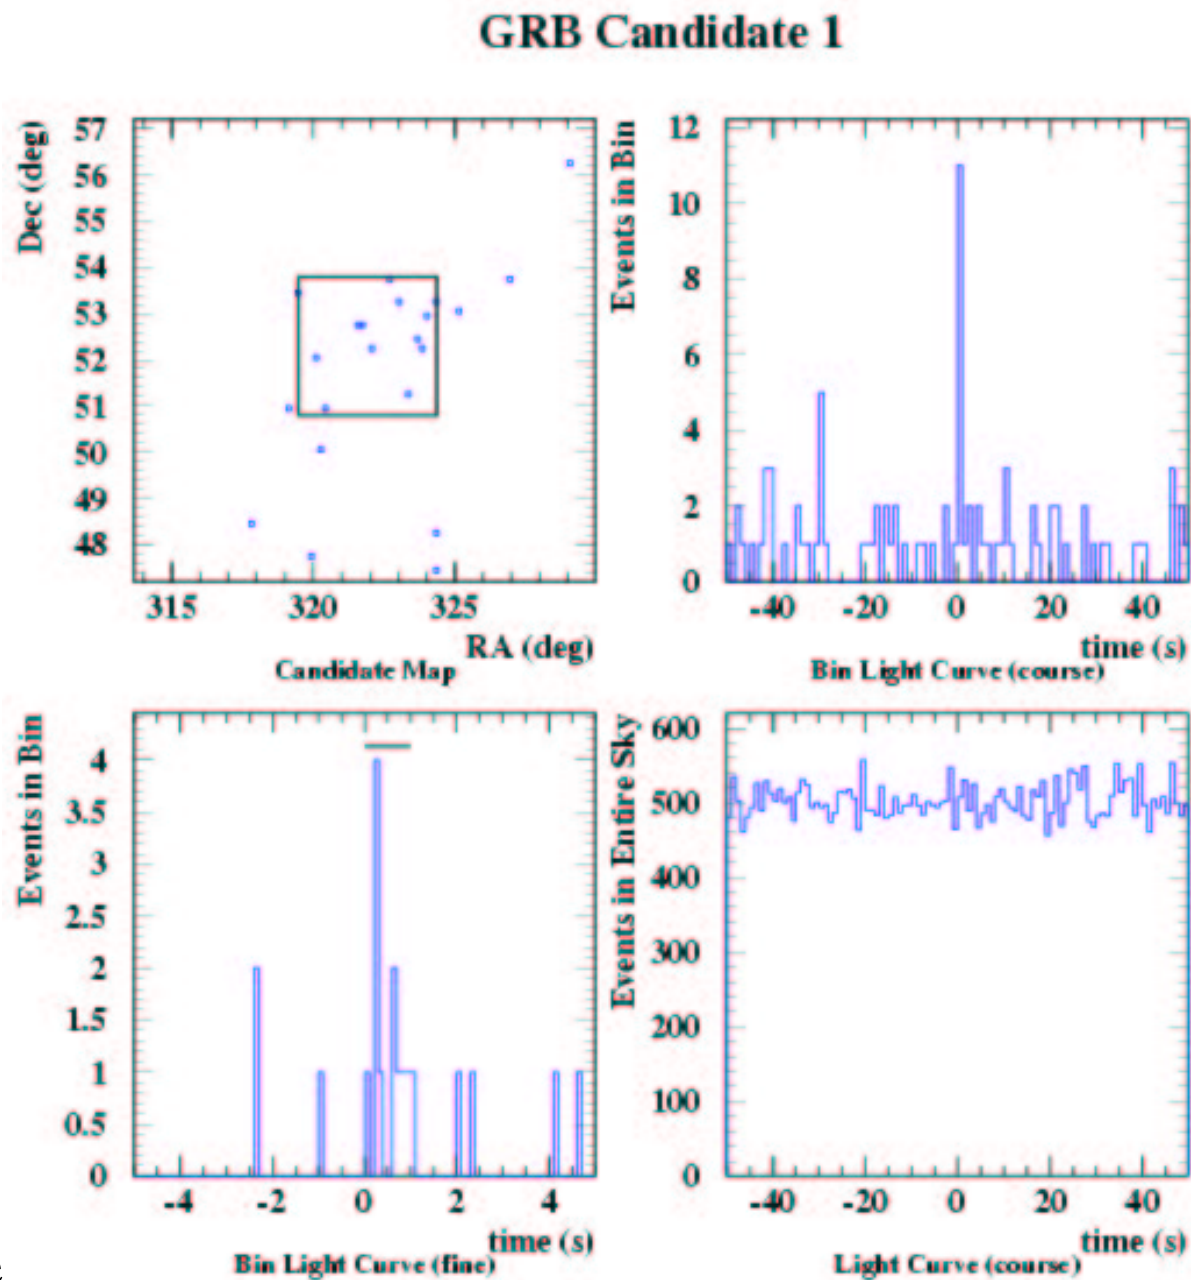 GRB Candidate 1
Dec (deg)
57
56
55
54
53
52
51
50
49
48
315 320 325
RA (deg)
Candidate Map
Events in Bin
12
10
8
6
4
2
0
-40 -20 0 20 40
time (s)
Bin Light Curve (course)
Events in Bin
4
3.5
3
2.5
2
1.5
1
0.5
0
-4 -2 0 2 4
time (s)
Bin Light Curve (fine)
Events in Entire Sky
600
500
400
300
200
100
0
-40 -20 0 20 40
time (s)
Light Curve (course)